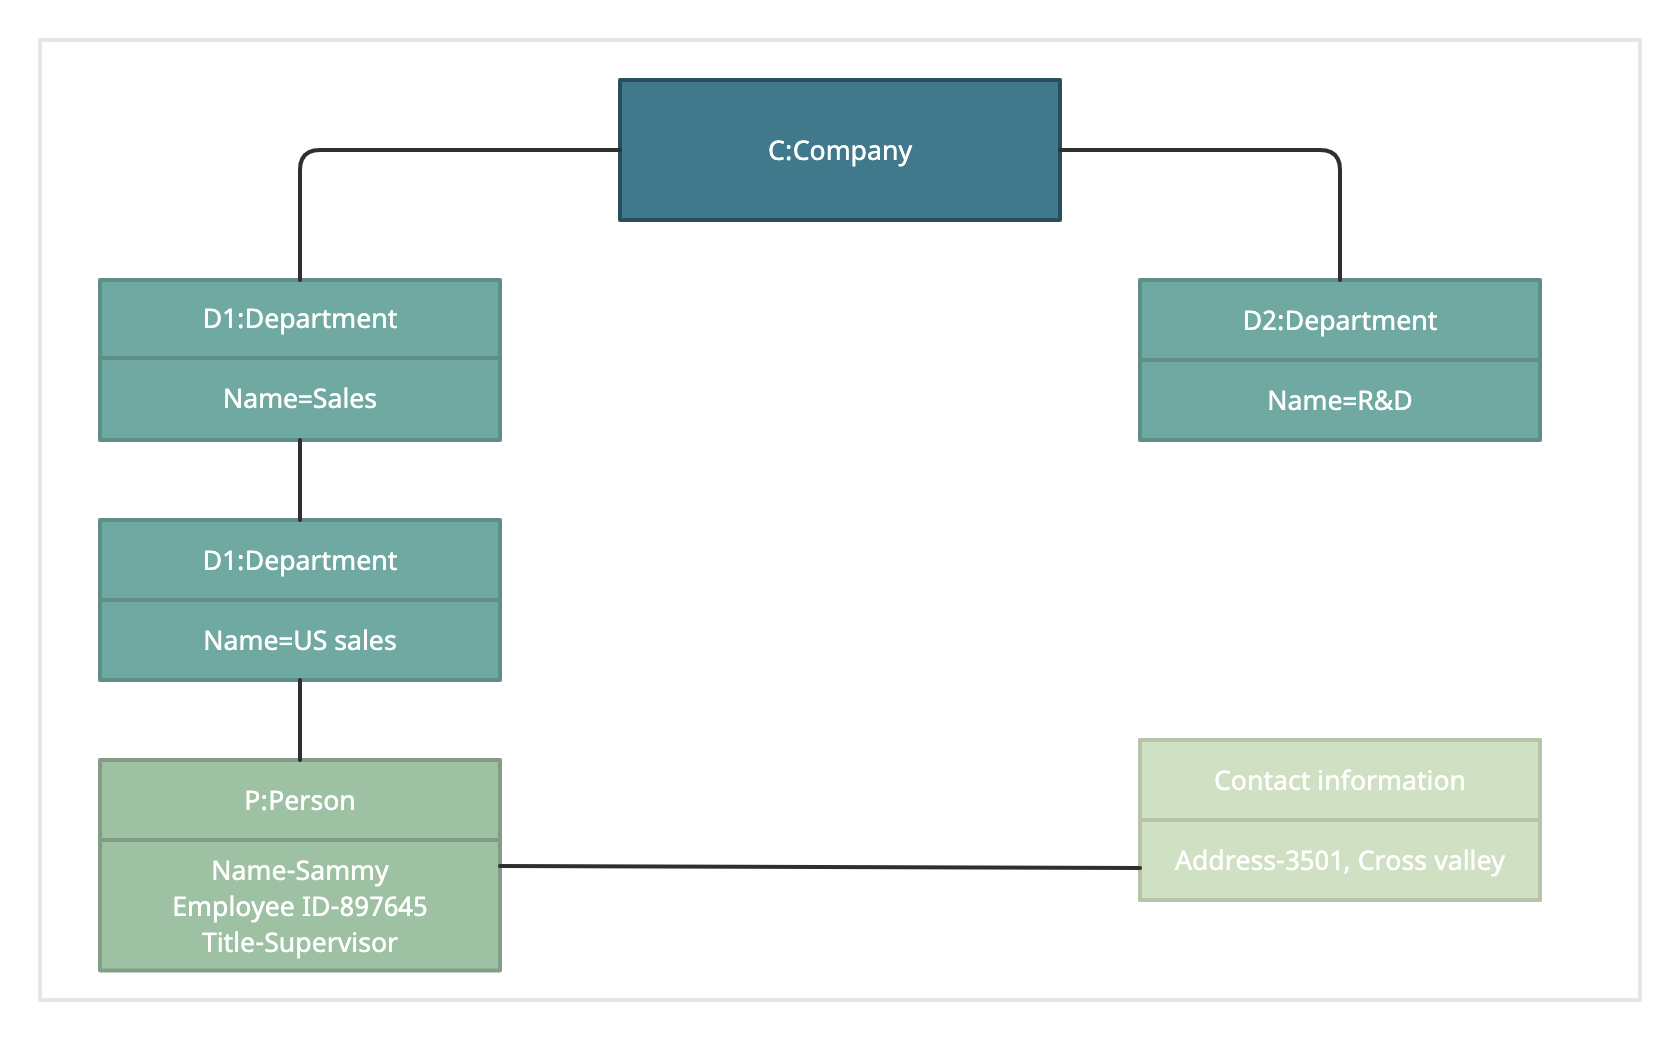 C:Company
D1:Department
Name=Sales
D2:Department
Name=R&D
D1:Department
Name=US sales
P:Person
Name-Sammy
Employee ID-897645
Title-Supervisor
Contact information
Address-3501, Cross valley